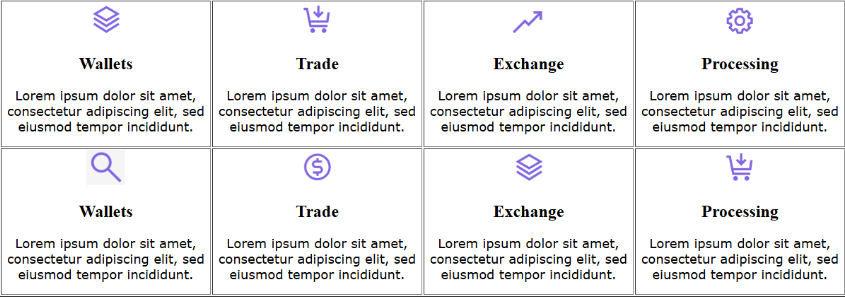 Wallets
Trade
Exchange
Processing
Lorem ipsum dolor sit amet,
consectetur adipiscing elit, sed
eiusmod tempor incididunt.
Lorem ipsum dolor sit amet,
consectetur adipiscing elit, sed
eiusmod tempor incididunt.
Lorem ipsum dolor sit amet,
consectetur adipiscing elit, sed
eiusmod tempor incididunt.
Lorem ipsum dolor sit amet,
consectetur adipiscing elit, sed
eiusmod tempor incididunt.
Wallets
Trade
Exchange
Processing
Lorem ipsum dolor sit amet,
consectetur adipiscing elit, sed
eiusmod tempor incididunt.
Lorem ipsum dolor sit amet,
consectetur adipiscing elit, sed
eiusmod tempor incididunt.
Lorem ipsum dolor sit amet,
consectetur adipiscing elit, sed
eiusmod tempor incididunt.
Lorem ipsum dolor sit amet,
consectetur adipiscing elit, sed
eiusmod tempor incididunt.